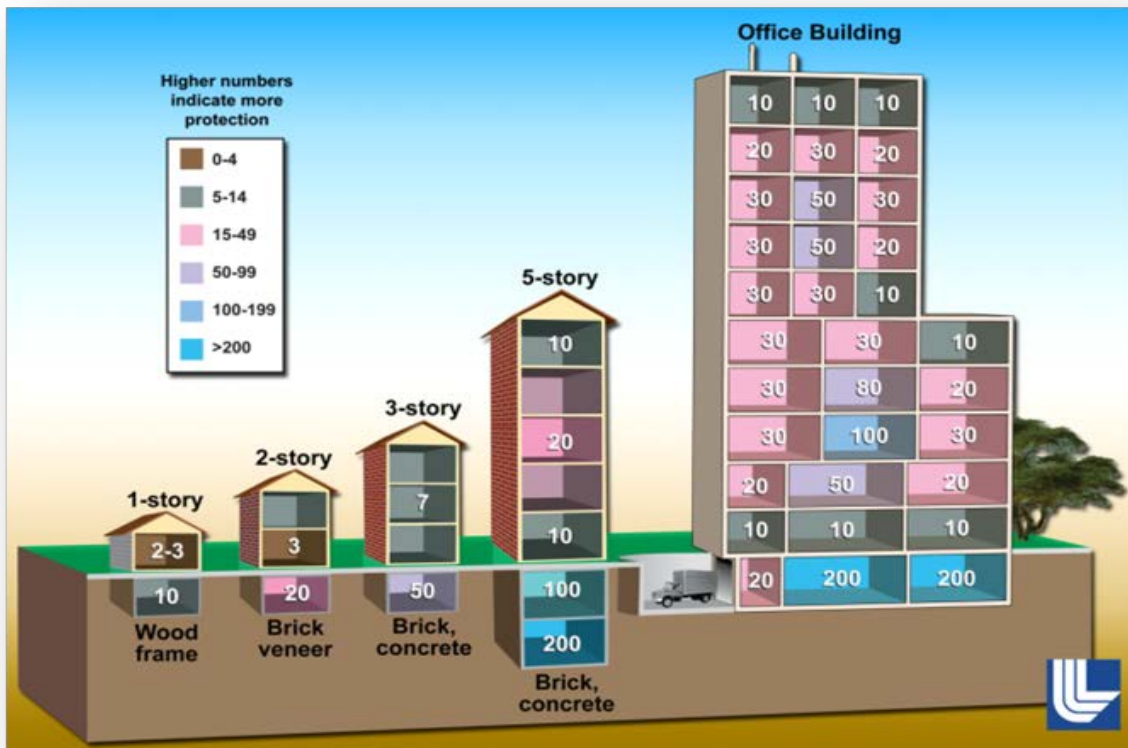 Office Building
Higher numbers
indicate more
protection
0-4
5-14
15-49
50-99
100-199
>200
10 10 10
20 30 20
30 50 30
30 50 20
30 30 10
30 30 10
30 80 20
30 100 30
20 50 20
10 10 10
20 200 200
5-story
10
20
10
100
200
Brick,
concrete
3-story
7
50
Brick,
concrete
2-story
3
20
Brick
veneer
1-story
2-3
10
Wood
frame